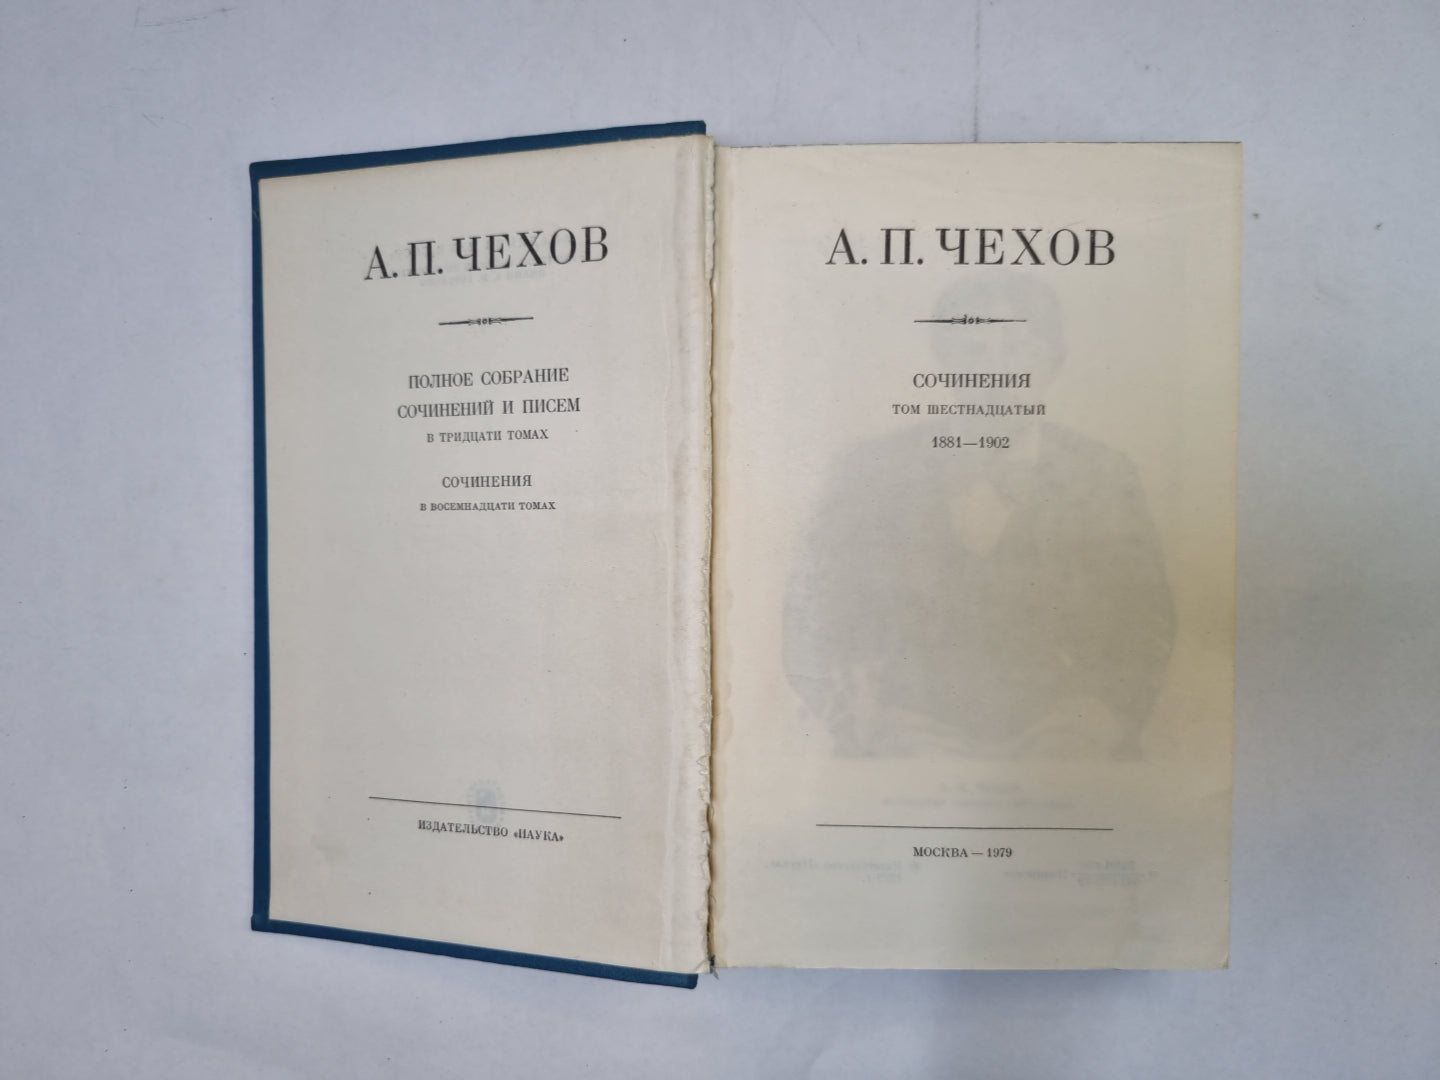 А. П. ЧЕХОВ
ПОЛНОЕ СОБРАНИЕ
СОЧИНЕНИЙ И ПИСЕМ
В ТРИДЦАТИ ТОМАХ
СОЧИНЕНИЯ
В ВОСЕМНАДЦАТИ ТОМАХ
ИЗДАТЕЛЬСТВО «НАУКА»
А. П. ЧЕХОВ
СОЧИНЕНИЯ
ТОМ ШЕСТНАДЦАТЫЙ
1881—1902
МОСКВА — 1979